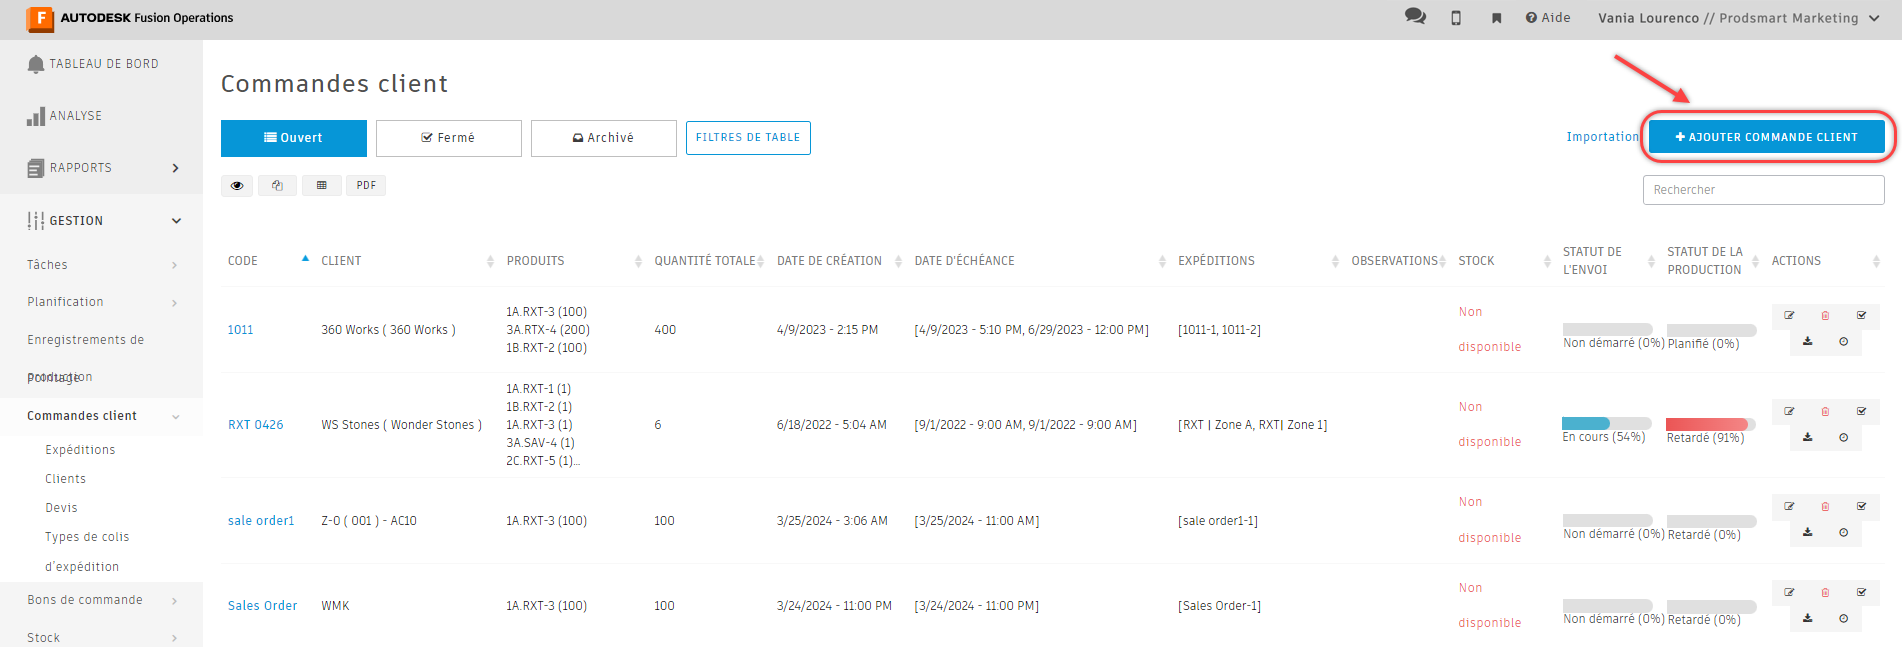 F AUTODESK Fusion Operations
Aide
Vania Lourenco // Prodsmart Marketing
TABLEAU DE BORD
ANALYSE
RAPPORTS
GESTION
Tâches
Planification
Enregistrements de
production
Pointage
Commandes client
Expéditions
Clients
Devis
Types de colis
d'expédition
Bons de commande
Stock
Commandes client
Ouvert
Fermé
Archivé
FILTRES DE TABLE
Importation
+ AJOUTER COMMANDE CLIENT
PDF
Rechercher
CODE CLIENT PRODUITS QUANTITÉ TOTALE DATE DE CRÉATION DATE D'ÉCHÉANCE EXPÉDITIONS OBSERVATIONS STOCK STATUT DE L'ENVOI STATUT DE LA PRODUCTION ACTIONS
1011
360 Works ( 360 Works )
1A.RXT-3 (100)
3A.RTX-4 (200)
1B.RXT-2 (100)
400
4/9/2023 - 2:15 PM
[4/9/2023 - 5:10 PM, 6/29/2023 - 12:00 PM]
[1011-1, 1011-2]
Non
disponible
Non démarré (0%)
Planifié (0%)
RXT 0426
WS Stones ( Wonder Stones )
1A.RXT-1 (1)
1B.RXT-2 (1)
1A.RXT-3 (1)
3A.SAV-4 (1)
2C.RXT-5 (1)...
6
6/18/2022 - 5:04 AM
[9/1/2022 - 9:00 AM, 9/1/2022 - 9:00 AM]
[RXT | Zone A, RXT| Zone 1]
Non
disponible
En cours (54%)
Retardé (91%)
sale order1
Z-0 ( 001 ) - AC10
1A.RXT-3 (100)
100
3/25/2024 - 3:06 AM
[3/25/2024 - 11:00 AM]
[sale order1-1]
Non
disponible
Non démarré (0%)
Retardé (0%)
Sales Order
WMK
1A.RXT-3 (100)
100
3/24/2024 - 11:00 PM
[3/24/2024 - 11:00 PM]
[Sales Order-1]
Non
disponible
Non démarré (0%)
Retardé (0%)